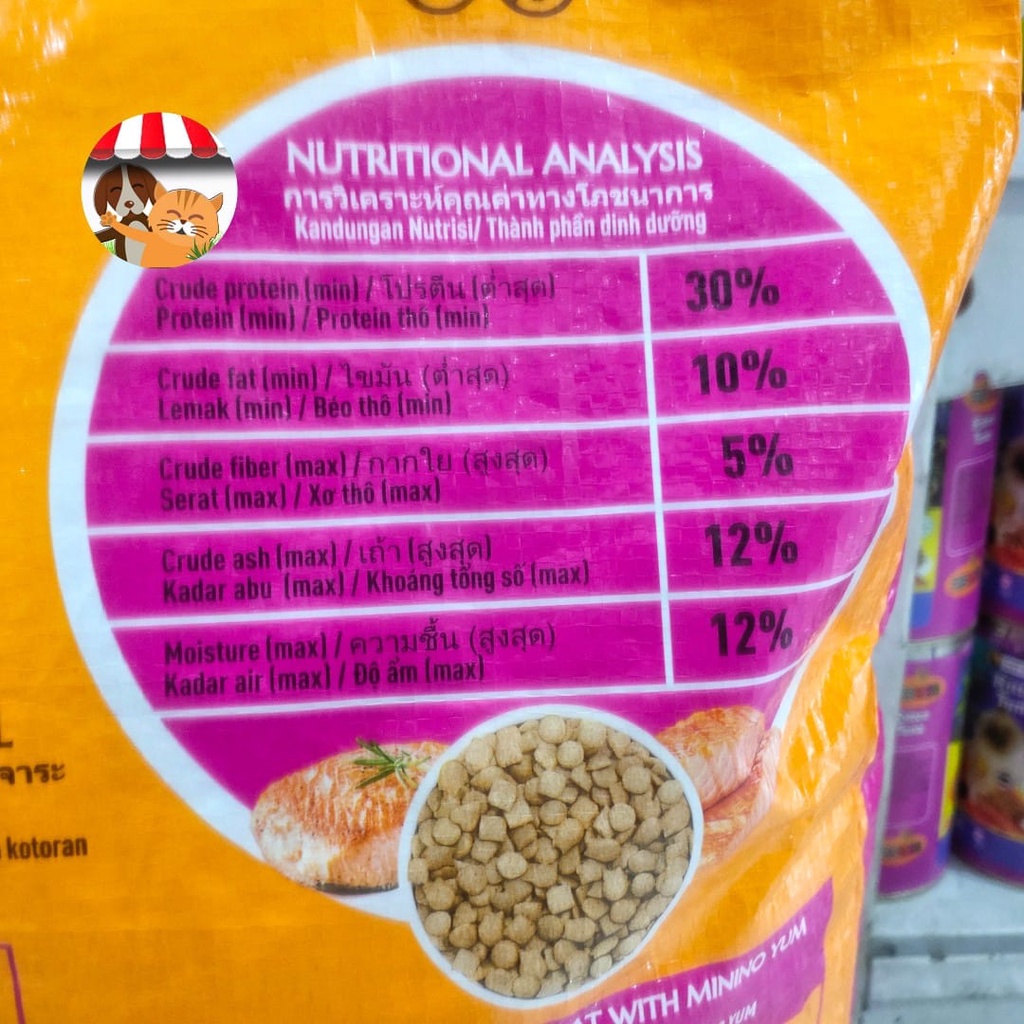 NUTRITIONAL ANALYSIS
การวิเคราะห์คุณค่าทางโภชนาการ
Kandungan Nutrisi/ Thành phần dinh dưỡng
Crude protein (min) / โปรตีน (ต่ำสุด)
Protein (min) / Protein thô (min)
30%
Crude fat (min) / ไขมัน (ต่ำสุด)
Lemak (min) / Béo thô (min)
10%
Crude fiber (max) / กากใย (สูงสุด)
Serat (max) / Xơ thô (max)
5%
Crude ash (max) / เถ้า (สูงสุด)
Kadar abu (max) / Khoáng tổng số (max)
12%
Moisture (max) / ความชื้น (สูงสุด)
Kadar air (max) / Độ ẩm (max)
12%
kotoran
WITH MININO YUM
YUM